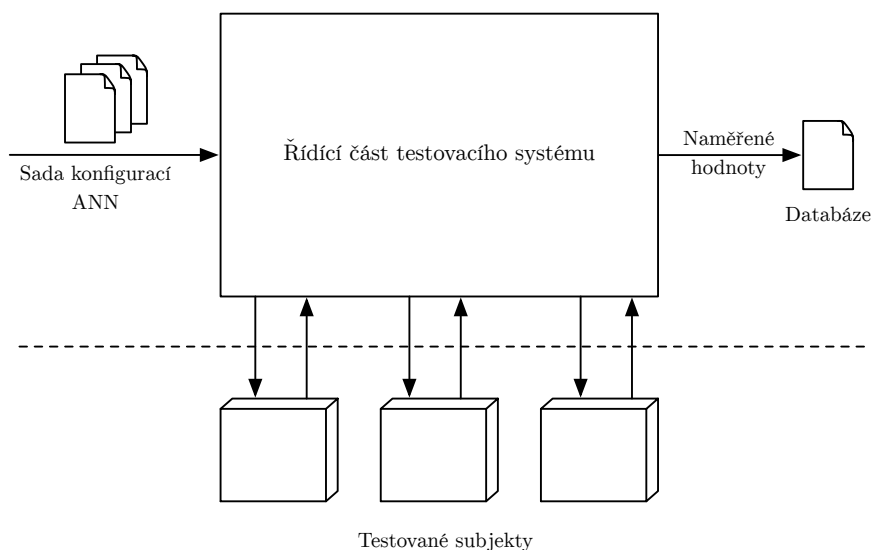 Sada konfigurací
ANN
Řídící část testovacího systému
Naměřené
hodnoty
Databáze
Testované subjekty